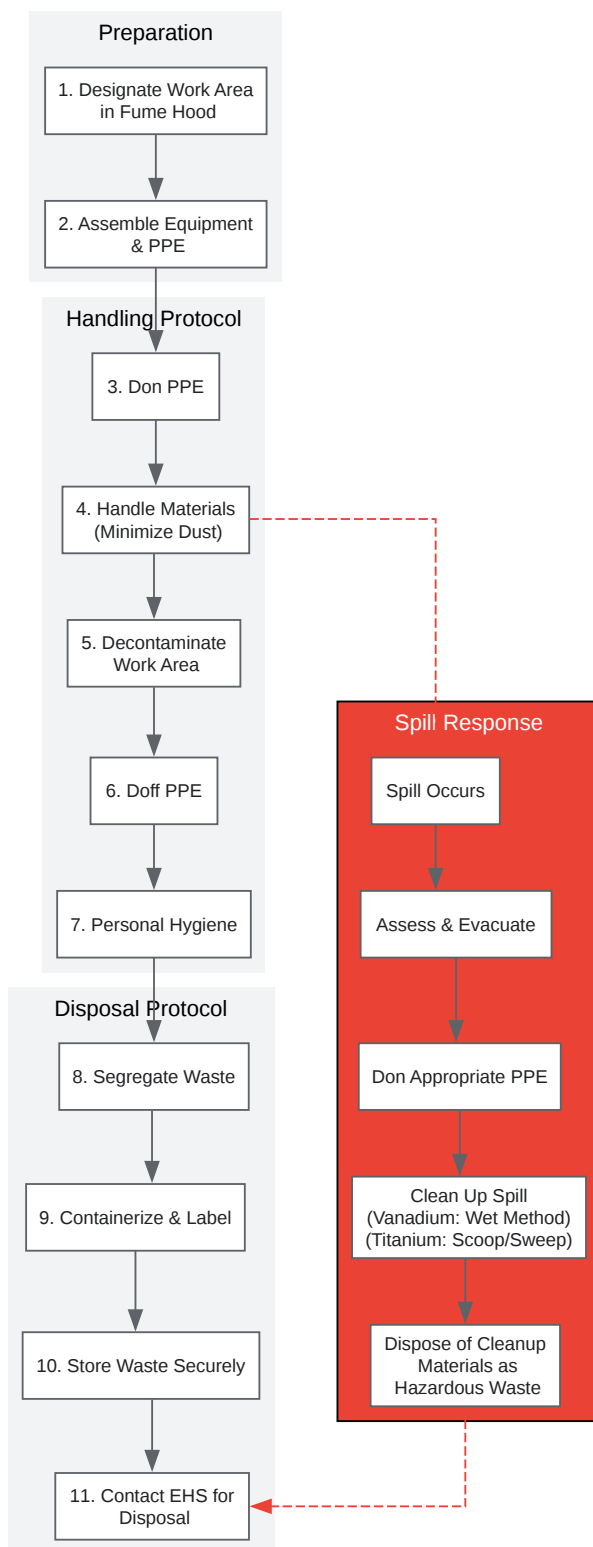 Preparation
1. Designate Work Area
in Fume Hood
2. Assemble Equipment
& PPE
Handling Protocol
3. Don PPE
4. Handle Materials
(Minimize Dust)
5. Decontaminate
Work Area
6. Doff PPE
7. Personal Hygiene
Disposal Protocol
8. Segregate Waste
9. Containerize & Label
10. Store Waste Securely
11. Contact EHS for
Disposal
Spill Response
Spill Occurs
Assess & Evacuate
Don Appropriate PPE
Clean Up Spill
(Vanadium: Wet Method)
(Titanium: Scoop/Sweep)
Dispose of Cleanup
Materials as
Hazardous Waste